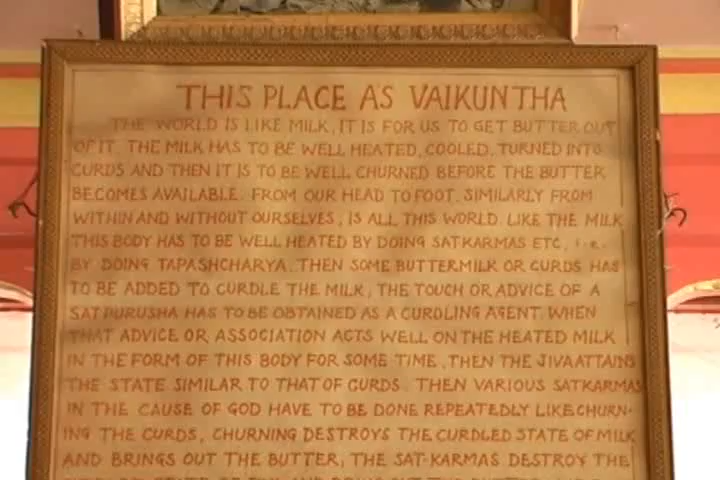 THIS PLACE AS VAIKUNTHA
THE WORLD IS LIKE MILK, IT IS FOR US TO GET BUTTER OUT
OF IT. THE MILK HAS TO BE WELL HEATED, COOLED, TURNED INTO
CURDS AND THEN IT IS TO BE WELL CHURNED BEFORE THE BUTTER
BECOMES AVAILABLE. FROM OUR HEAD TO FOOT, SIMILARLY FROM
WITHIN AND WITHOUT OURSELVES, IS ALL THIS WORLD LIKE THE MILK
THIS BODY HAS TO BE WELL HEATED BY DOING SATKARMAS ETC, I.E.
BY DOING TAPASHCHARYA. THEN SOME BUTTERMILK OR CURDS HAS
TO BE ADDED TO CURDLE THE MILK, THE TOUCH OR ADVICE OF A
SAT PURUSHA HAS TO BE OBTAINED AS A CURDLING AGENT. WHEN
THAT ADVICE OR ASSOCIATION ACTS WELL ON THE HEATED MILK
IN THE FORM OF THIS BODY FOR SOME TIME, THEN THE JIVA ATTAINS
THE STATE SIMILAR TO THAT OF CURDS. THEN VARIOUS SATKARMAS
IN THE CAUSE OF GOD HAVE TO BE DONE REPEATEDLY LIKE CHURN-
ING THE CURDS, CHURNING DESTROYS THE CURDLED STATE OF MILK
AND BRINGS OUT THE BUTTER; THE SAT-KARMAS DESTROY THE